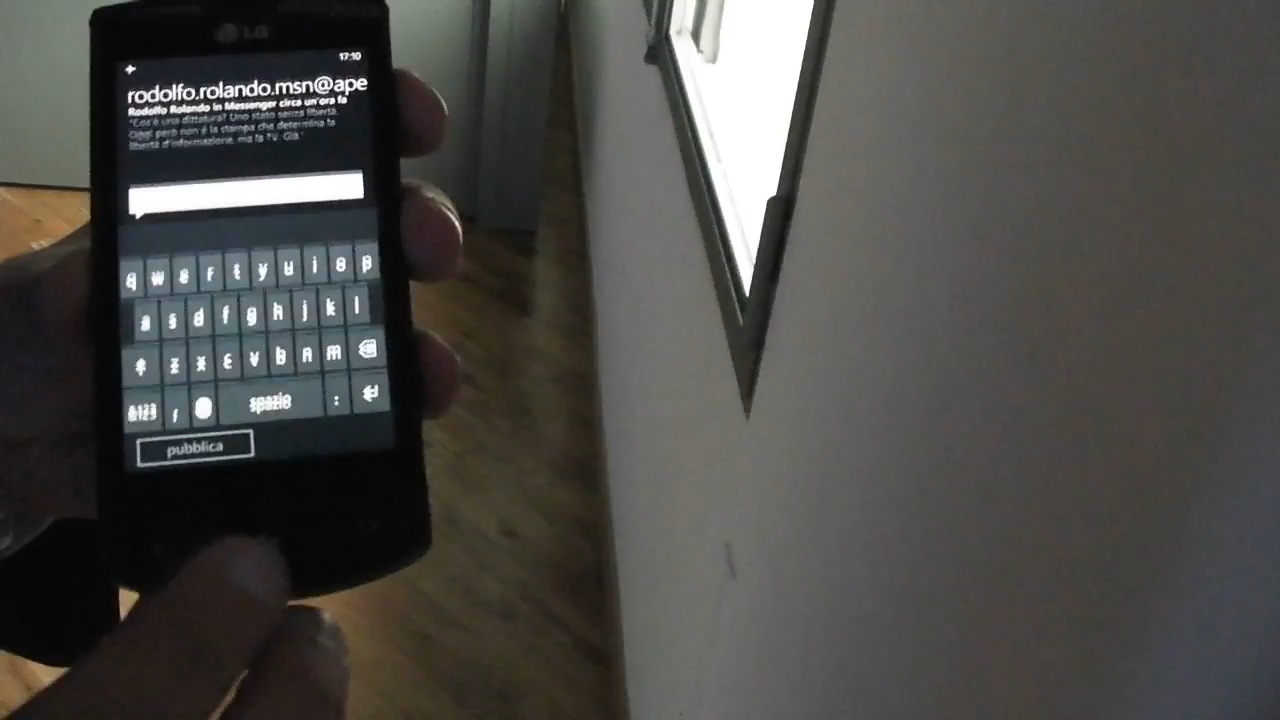 LG
17:10
rodolfo.rolando.msn@ape
Rodolfo Rolando in Messenger circa un'ora fa
"Cos'è una dittatura? Uno stato senza libertà.
Oggi però non è la stampa che determina la
libertà d'informazione, ma la TV. Già."
q w e r t y u i o p
a s d f g h j k l
z x c v b n m
&123 , spazio :
pubblica